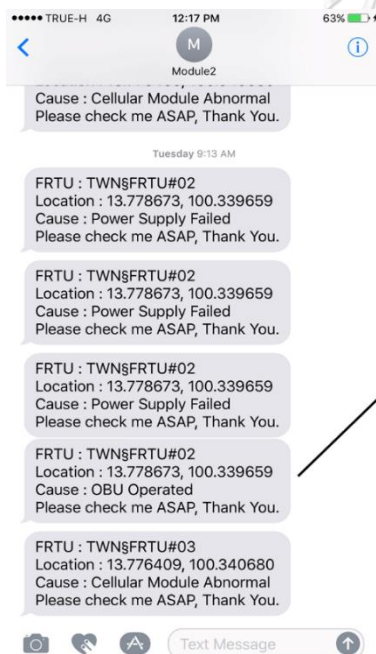 TRUE-H 4G 12:17 PM 63%
M
Module2
Cause : Cellular Module Abnormal
Please check me ASAP, Thank You.
Tuesday 9:13 AM
FRTU : TWN§FRTU#02
Location : 13.778673, 100.339659
Cause : Power Supply Failed
Please check me ASAP, Thank You.
FRTU : TWN§FRTU#02
Location : 13.778673, 100.339659
Cause : Power Supply Failed
Please check me ASAP, Thank You.
FRTU : TWN§FRTU#02
Location : 13.778673, 100.339659
Cause : Power Supply Failed
Please check me ASAP, Thank You.
FRTU : TWN§FRTU#02
Location : 13.778673, 100.339659
Cause : OBU Operated
Please check me ASAP, Thank You.
FRTU : TWN§FRTU#03
Location : 13.776409, 100.340680
Cause : Cellular Module Abnormal
Please check me ASAP, Thank You.
Text Message